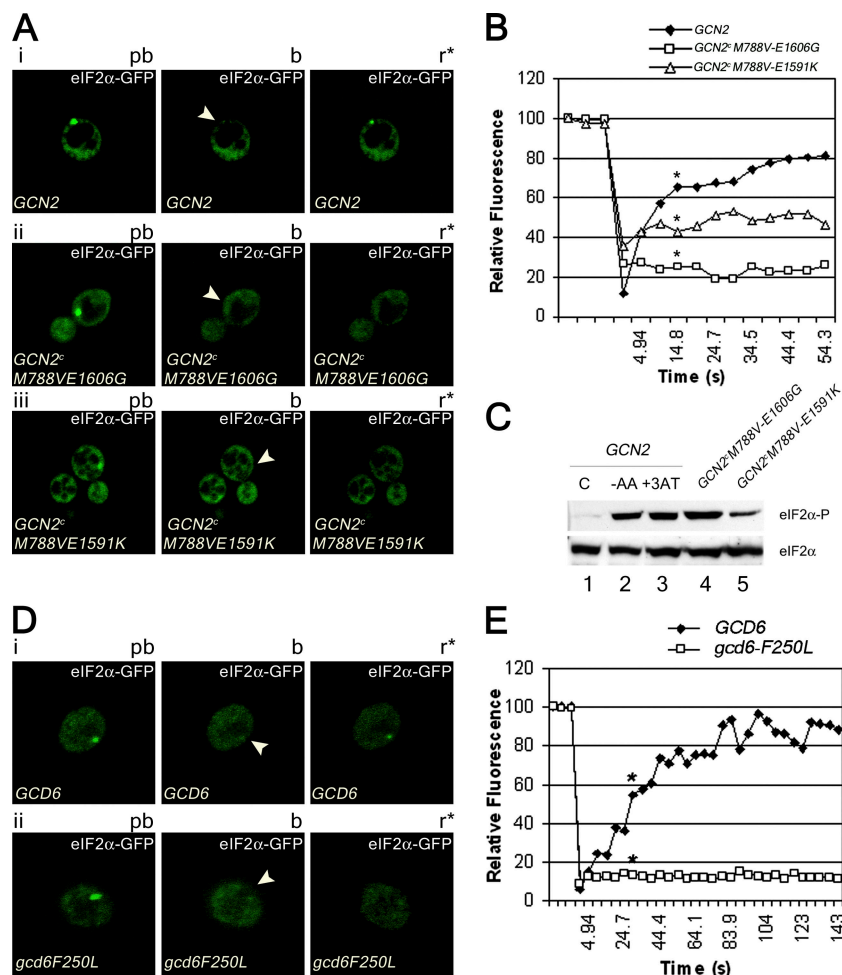 A
i pb b r*
eIF2α-GFP eIF2α-GFP eIF2α-GFP
GCN2 GCN2 GCN2
ii
eIF2α-GFP eIF2α-GFP eIF2α-GFP
GCN2ᶜ GCN2ᶜ GCN2ᶜ
M788VE1606G M788VE1606G M788VE1606G
iii pb b r*
eIF2α-GFP eIF2α-GFP eIF2α-GFP
GCN2ᶜ GCN2ᶜ GCN2ᶜ
M788VE1591K M788VE1591K M788VE1591K
B
GCN2
GCN2ᶜ M788V-E1606G
GCN2ᶜ M788V-E1591K
Relative Fluorescence
120
100
80
60
40
20
0
* * *
4.94 14.8 24.7 34.5 44.4 54.3
Time (s)
C
GCN2
C -AA +3AT GCN2ᶜM788V-E1606G GCN2ᶜM788V-E1591K
eIF2α-P
eIF2α
1 2 3 4 5
D
i pb b r*
eIF2α-GFP eIF2α-GFP eIF2α-GFP
GCD6 GCD6 GCD6
ii pb b r*
eIF2α-GFP eIF2α-GFP eIF2α-GFP
gcd6F250L gcd6F250L gcd6F250L
E
GCD6
gcd6-F250L
Relative Fluorescence
120
100
80
60
40
20
0
* *
4.94 24.7 44.4 64.1 83.9 104 123 143
Time (s)